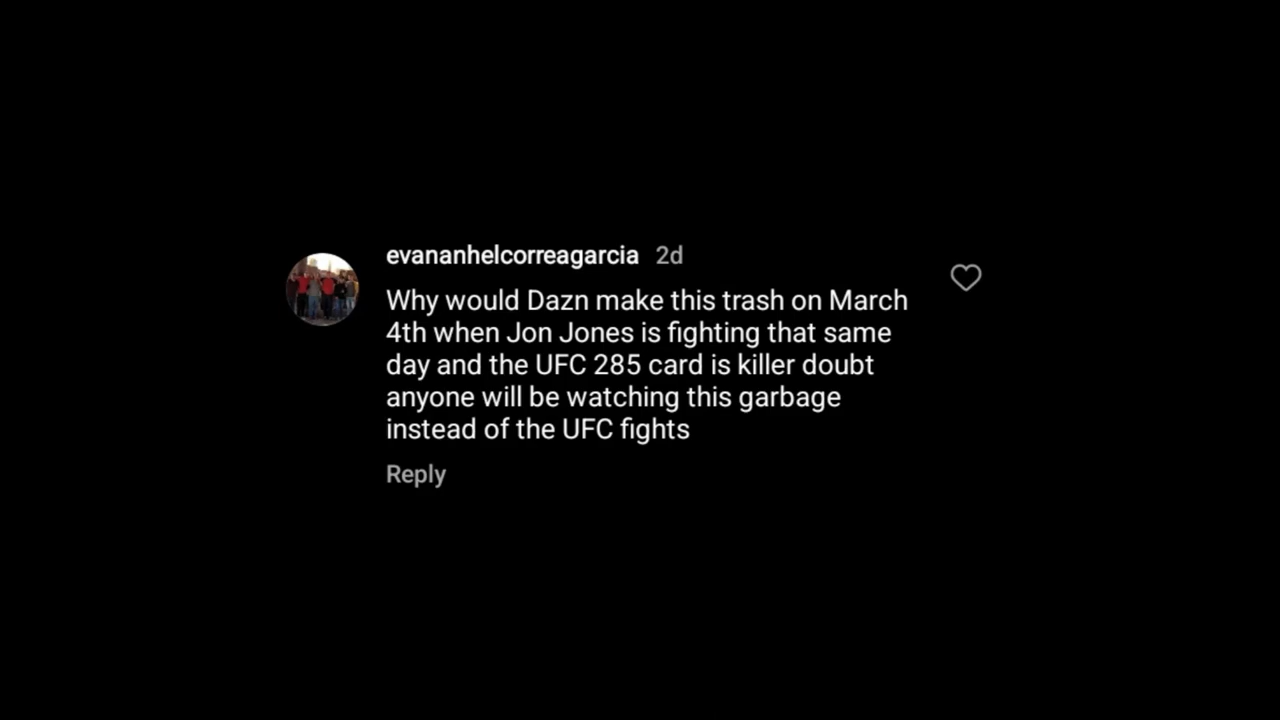 evananhelcorreagarcia 2d
Why would Dazn make this trash on March
4th when Jon Jones is fighting that same
day and the UFC 285 card is killer doubt
anyone will be watching this garbage
instead of the UFC fights
Reply